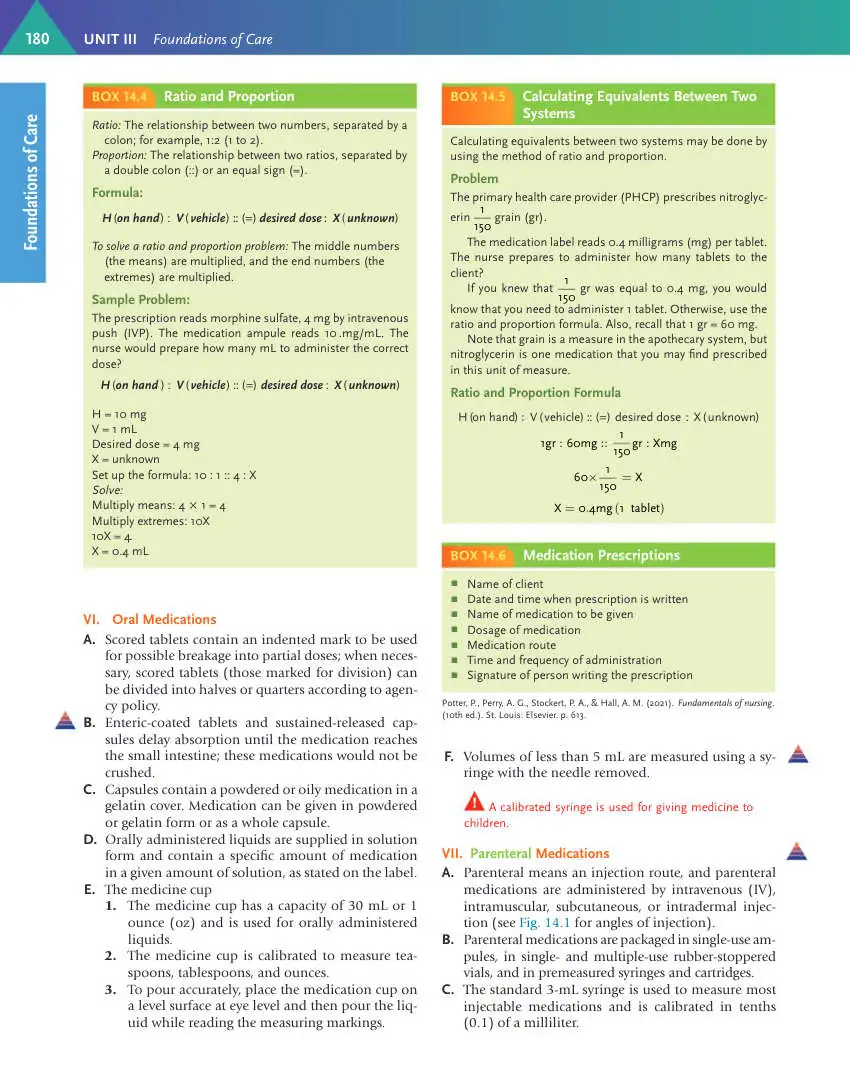 180 UNIT III Foundations of Care
Foundations of Care
BOX 14.4 Ratio and Proportion
Ratio: The relationship between two numbers, separated by a
colon; for example, 1:2 (1 to 2).
Proportion: The relationship between two ratios, separated by
a double colon (::) or an equal sign (=).
Formula:
H (on hand) : V (vehicle) :: (=) desired dose : X (unknown)
To solve a ratio and proportion problem: The middle numbers
(the means) are multiplied, and the end numbers (the
extremes) are multiplied.
Sample Problem:
The prescription reads morphine sulfate, 4 mg by intravenous
push (IVP). The medication ampule reads 10 .mg/mL. The
nurse would prepare how many mL to administer the correct
dose?
H (on hand ) : V (vehicle) :: (=) desired dose : X (unknown)
H = 10 mg
V = 1 mL
Desired dose = 4 mg
X = unknown
Set up the formula: 10 : 1 :: 4 : X
Solve:
Multiply means: 4 × 1 = 4
Multiply extremes: 10X
10X = 4
X = 0.4 mL
VI. Oral Medications
A. Scored tablets contain an indented mark to be used
for possible breakage into partial doses; when neces-
sary, scored tablets (those marked for division) can
be divided into halves or quarters according to agen-
cy policy.
B. Enteric-coated tablets and sustained-released cap-
sules delay absorption until the medication reaches
the small intestine; these medications would not be
crushed.
C. Capsules contain a powdered or oily medication in a
gelatin cover. Medication can be given in powdered
or gelatin form or as a whole capsule.
D. Orally administered liquids are supplied in solution
form and contain a specific amount of medication
in a given amount of solution, as stated on the label.
E. The medicine cup
1. The medicine cup has a capacity of 30 mL or 1
ounce (oz) and is used for orally administered
liquids.
2. The medicine cup is calibrated to measure tea-
spoons, tablespoons, and ounces.
3. To pour accurately, place the medication cup on
a level surface at eye level and then pour the liq-
uid while reading the measuring markings.
BOX 14.5 Calculating Equivalents Between Two
Systems
Calculating equivalents between two systems may be done by
using the method of ratio and proportion.
Problem
The primary health care provider (PHCP) prescribes nitroglyc-
erin 1/150 grain (gr).
The medication label reads 0.4 milligrams (mg) per tablet.
The nurse prepares to administer how many tablets to the
client?
If you knew that 1/150 gr was equal to 0.4 mg, you would
know that you need to administer 1 tablet. Otherwise, use the
ratio and proportion formula. Also, recall that 1 gr = 60 mg.
Note that grain is a measure in the apothecary system, but
nitroglycerin is one medication that you may find prescribed
in this unit of measure.
Ratio and Proportion Formula
H (on hand) : V (vehicle) :: (=) desired dose : X (unknown)
1gr : 60mg :: 1/150 gr : Xmg
60× 1/150 = X
X = 0.4mg (1 tablet)
BOX 14.6 Medication Prescriptions
■ Name of client
■ Date and time when prescription is written
■ Name of medication to be given
■ Dosage of medication
■ Medication route
■ Time and frequency of administration
■ Signature of person writing the prescription
Potter, P., Perry, A. G., Stockert, P. A., & Hall, A. M. (2021). Fundamentals of nursing.
(10th ed.). St. Louis: Elsevier. p. 613.
F. Volumes of less than 5 mL are measured using a sy-
ringe with the needle removed.
A calibrated syringe is used for giving medicine to
children.
VII. Parenteral Medications
A. Parenteral means an injection route, and parenteral
medications are administered by intravenous (IV),
intramuscular, subcutaneous, or intradermal injec-
tion (see Fig. 14.1 for angles of injection).
B. Parenteral medications are packaged in single-use am-
pules, in single- and multiple-use rubber-stoppered
vials, and in premeasured syringes and cartridges.
C. The standard 3-mL syringe is used to measure most
injectable medications and is calibrated in tenths
(0.1) of a milliliter.